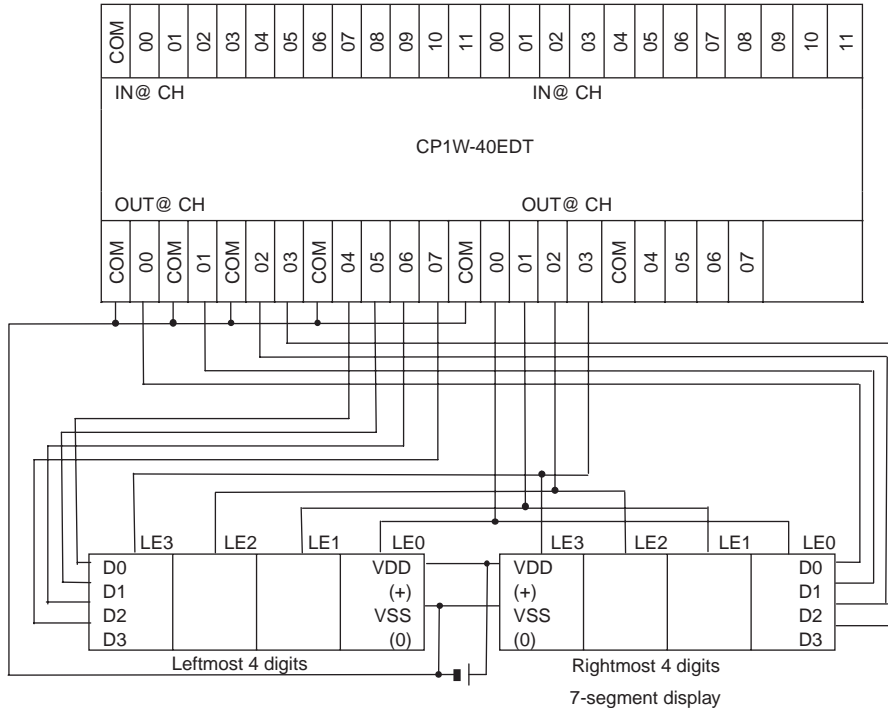 COM 00 01 02 03 04 05 06 07 08 09 10 11 00 01 02 03 04 05 06 07 08 09 10 11
IN@ CH IN@ CH
CP1W-40EDT
OUT@ CH OUT@ CH
COM 00 COM 01 COM 02 03 COM 04 05 06 07 COM 00 01 02 03 COM 04 05 06 07
LE3 LE2 LE1 LE0 LE3 LE2 LE1 LE0
D0 VDD VDD D0
D1 (+) (+) D1
D2 VSS VSS D2
D3 (0) (0) D3
Leftmost 4 digits Rightmost 4 digits
7-segment display